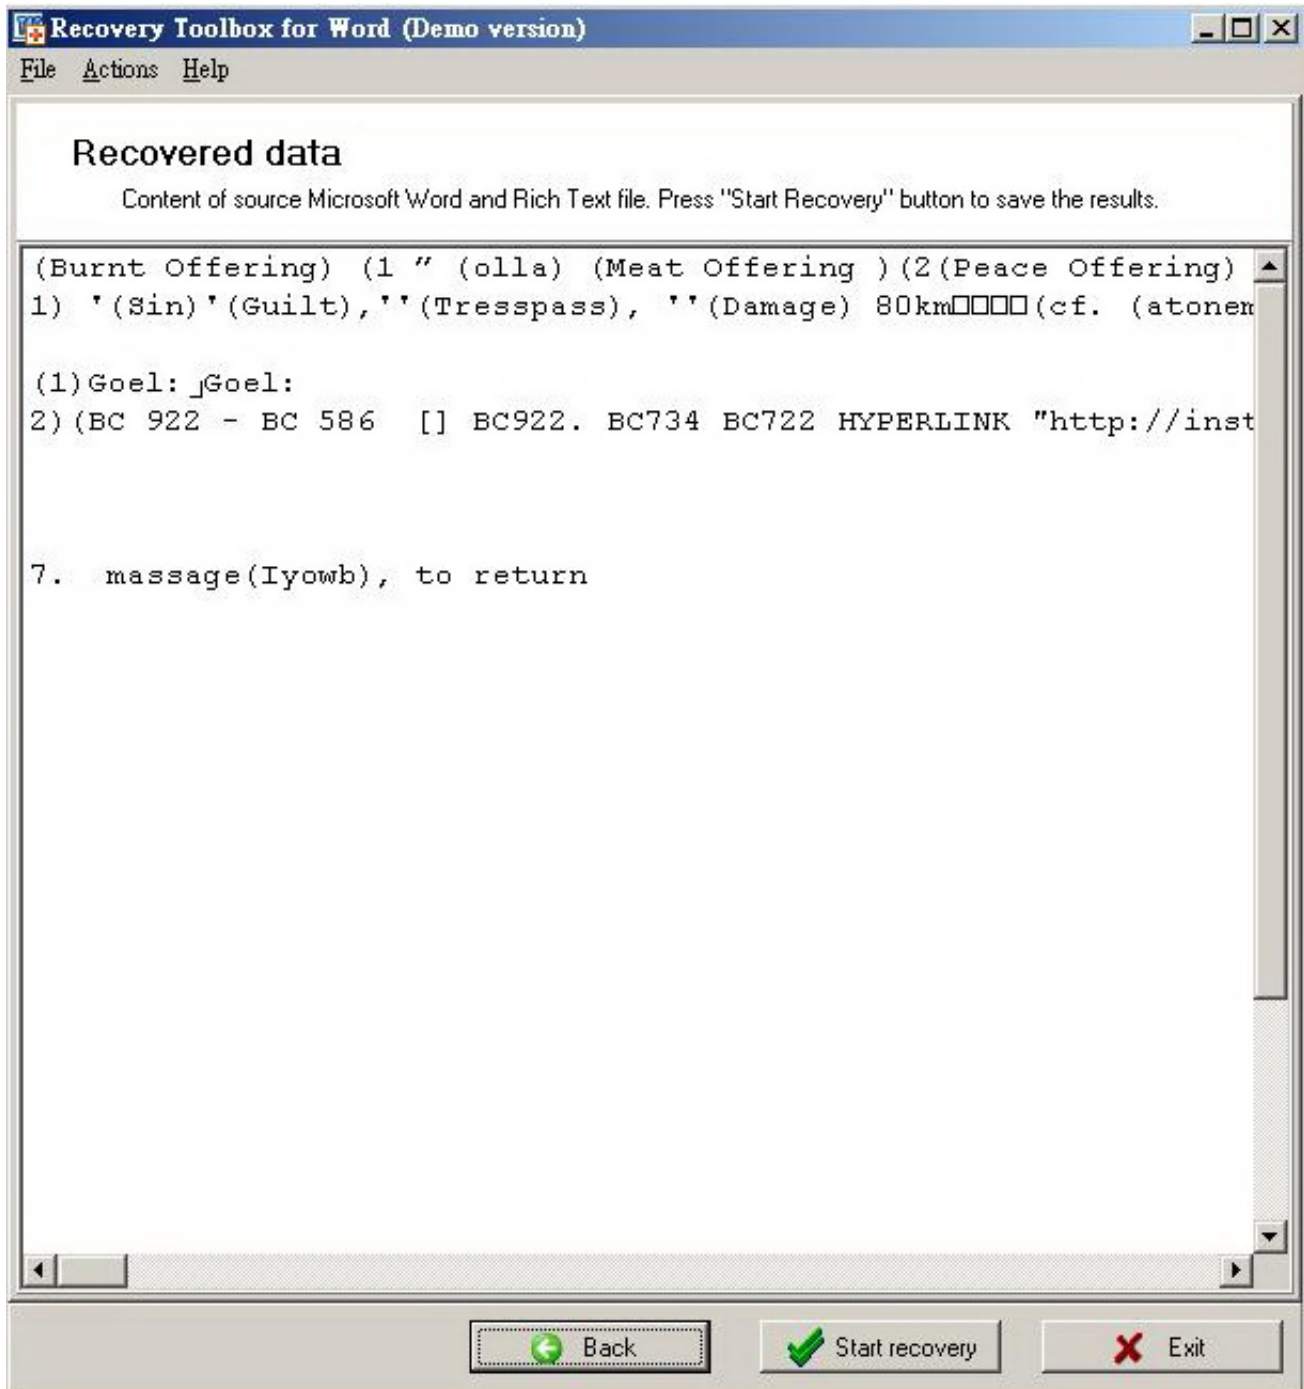 Recovery Toolbox for Word (Demo version)
File Actions Help
Recovered data
Content of source Microsoft Word and Rich Text file. Press "Start Recovery" button to save the results.
(Burnt Offering) (1 ″ (olla) (Meat Offering )(2(Peace Offering)
1) '(Sin)'(Guilt),''(Tresspass), ''(Damage) 80km□□□□(cf. (atonem
(1)Goel: 」Goel:
2)(BC 922 - BC 586 [] BC922. BC734 BC722 HYPERLINK "http://inst
7. massage(Iyowb), to return
Back Start recovery Exit